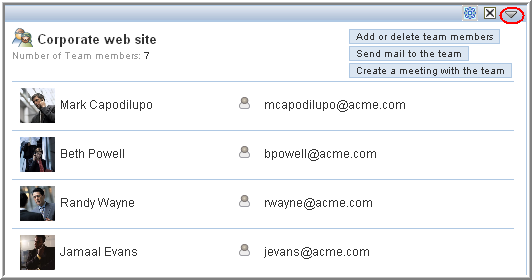 Corporate web site
Number of Team members: 7
Add or delete team members
Send mail to the team
Create a meeting with the team
Mark Capodilupo mcapodilupo@acme.com
Beth Powell bpowell@acme.com
Randy Wayne rwayne@acme.com
Jamaal Evans jevans@acme.com